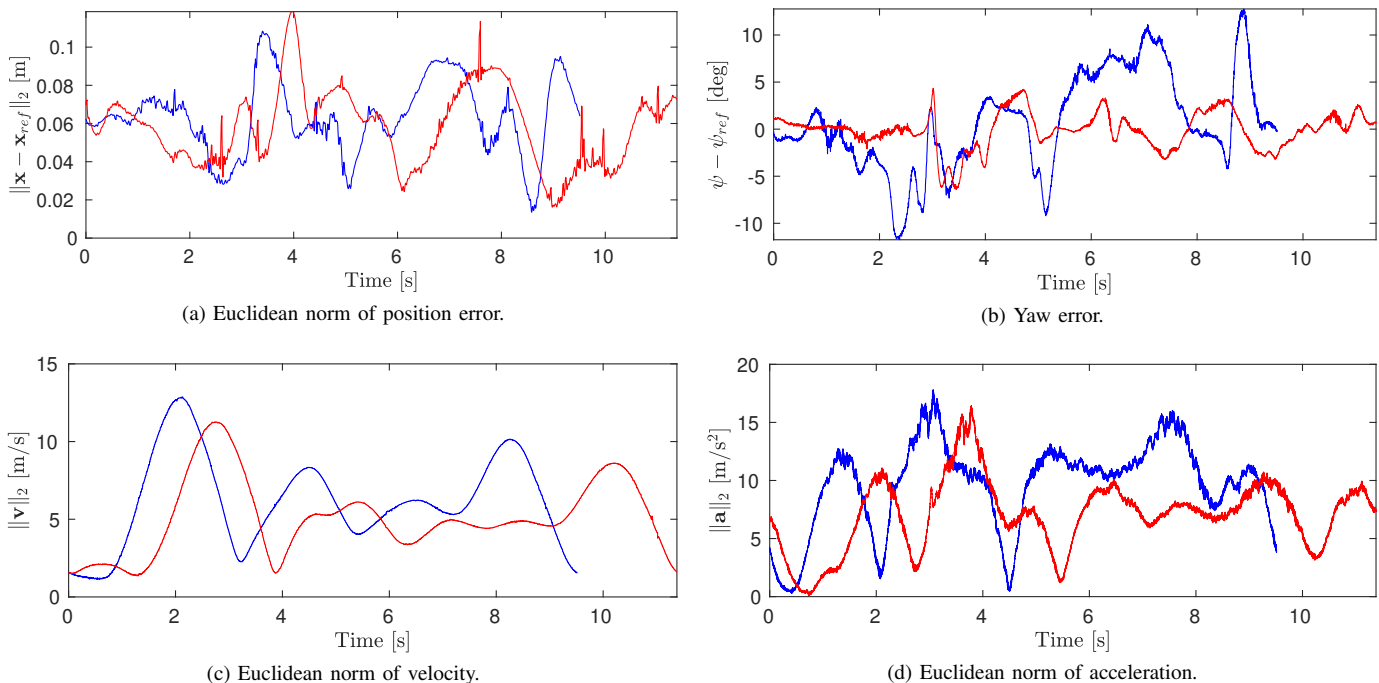 0.1
0.08
0.06
0.04
0.02
0
‖x − x_ref‖₂ [m]
0 2 4 6 8 10
Time [s]
(a) Euclidean norm of position error.
10
5
0
-5
-10
ψ − ψ_ref [deg]
0 2 4 6 8 10
Time [s]
(b) Yaw error.
15
10
5
0
‖v‖₂ [m/s]
0 2 4 6 8 10
Time [s]
(c) Euclidean norm of velocity.
20
15
10
5
0
‖a‖₂ [m/s²]
0 2 4 6 8 10
Time [s]
(d) Euclidean norm of acceleration.